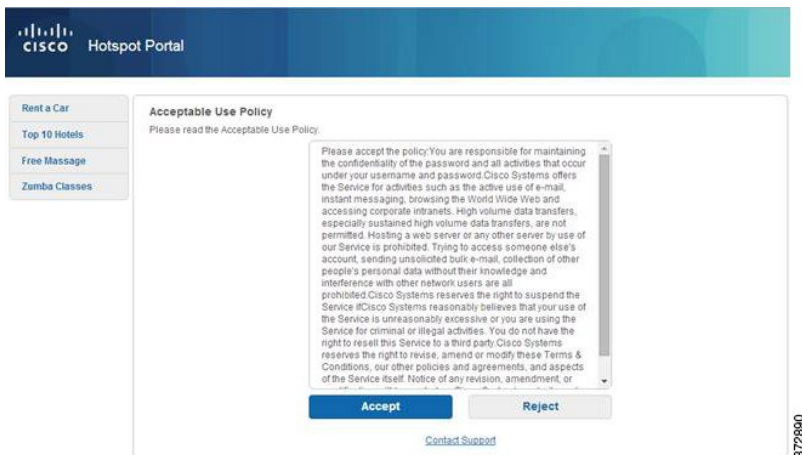 CISCO Hotspot Portal
Rent a Car
Top 10 Hotels
Free Massage
Zumba Classes
Acceptable Use Policy
Please read the Acceptable Use Policy.
Please accept the policy:You are responsible for maintaining
the confidentiality of the password and all activities that occur
under your username and password.Cisco Systems offers
the Service for activities such as the active use of e-mail,
instant messaging, browsing the World Wide Web and
accessing corporate intranets. High volume data transfers,
especially sustained high volume data transfers, are not
permitted. Hosting a web server or any other server by use of
our Service is prohibited. Trying to access someone else's
account, sending unsolicited bulk e-mail, collection of other
people's personal data without their knowledge and
interference with other network users are all
prohibited.Cisco Systems reserves the right to suspend the
Service ifCisco Systems reasonably believes that your use of
the Service is unreasonably excessive or you are using the
Service for criminal or illegal activities. You do not have the
right to resell this Service to a third party.Cisco Systems
reserves the right to revise, amend or modify these Terms &
Conditions, our other policies and agreements, and aspects
of the Service itself. Notice of any revision, amendment, or
Accept
Reject
Contact Support
372890